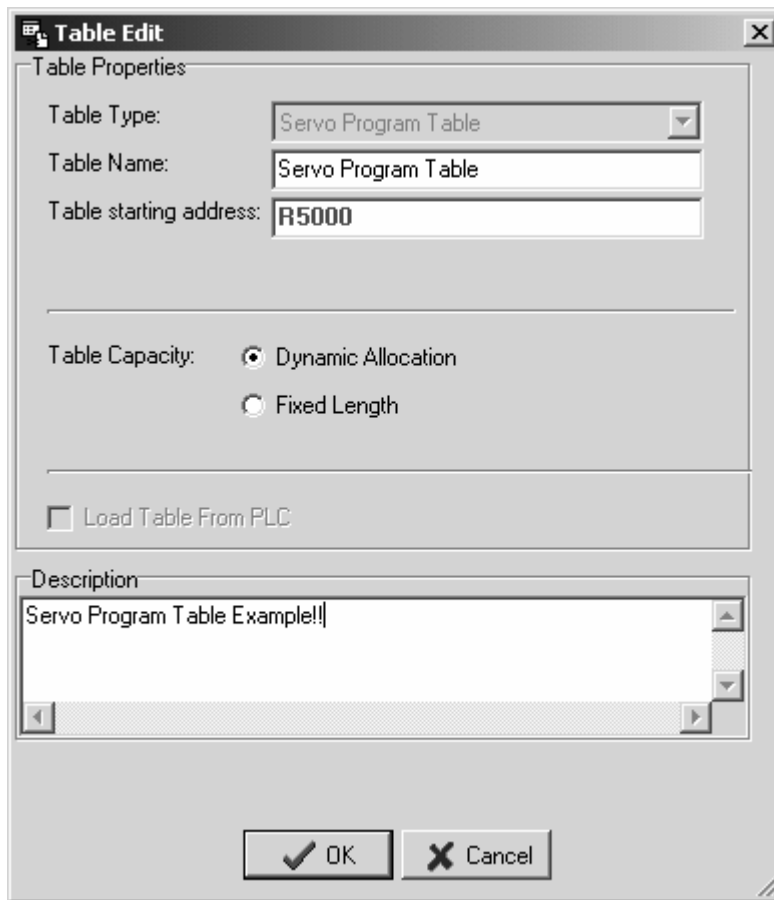 Table Edit
Table Properties
Table Type: Servo Program Table
Table Name: Servo Program Table
Table starting address: R5000
Table Capacity: Dynamic Allocation
Fixed Length
Load Table From PLC
Description
Servo Program Table Example!!
OK Cancel